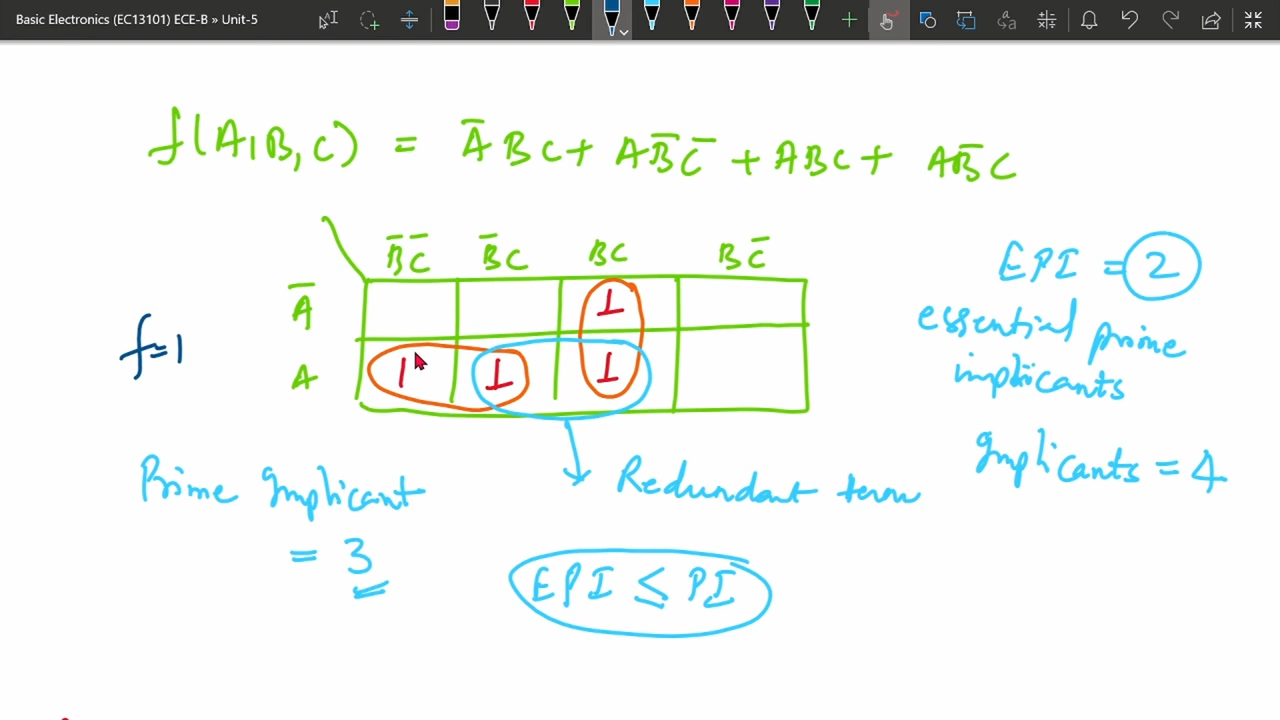 Basic Electronics (EC13101) ECE-B » Unit-5
f(A,B,C) = A̅BC + AB̅C̅ + ABC + AB̅C
B̅C̅ B̅C BC BC̅
A̅ 1
A 1 1 1
f=1
EPI = 2
essential prime
implicants
Implicants = 4
Prime Implicant
= 3
Redundant term
EPI ≤ PI